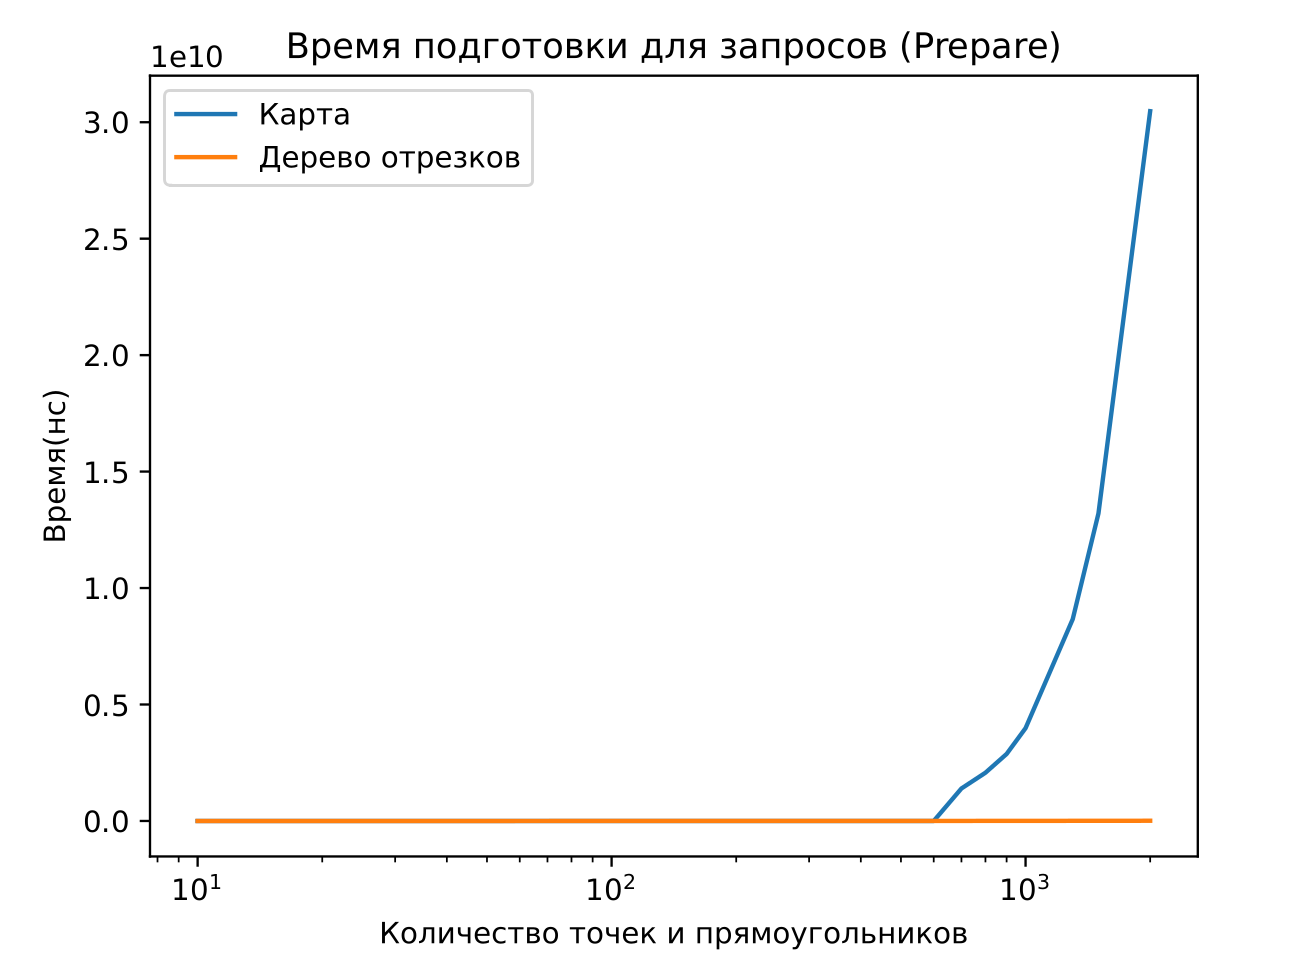 Время подготовки для запросов (Prepare)
1e10
Карта
Дерево отрезков
3.0
2.5
2.0
1.5
1.0
0.5
0.0
Время(нс)
10¹ 10² 10³
Количество точек и прямоугольников